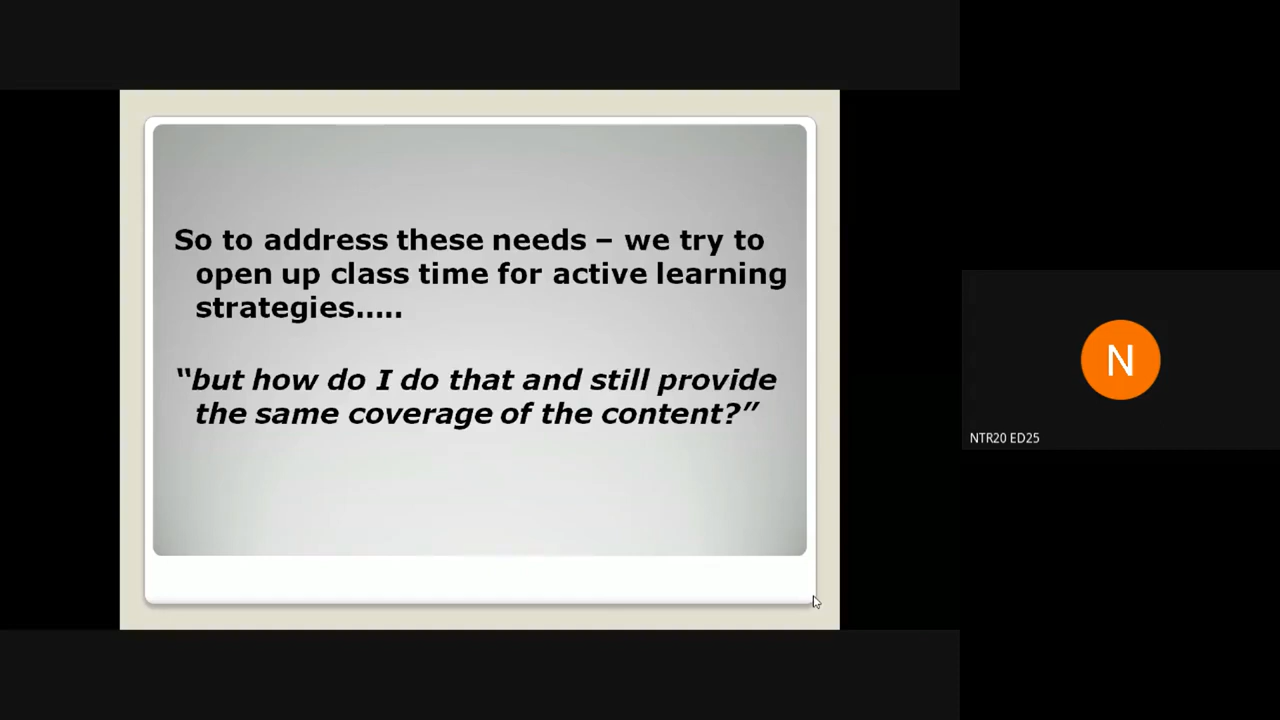 So to address these needs – we try to
open up class time for active learning
strategies.....
“but how do I do that and still provide
the same coverage of the content?”
N
NTR20 ED25